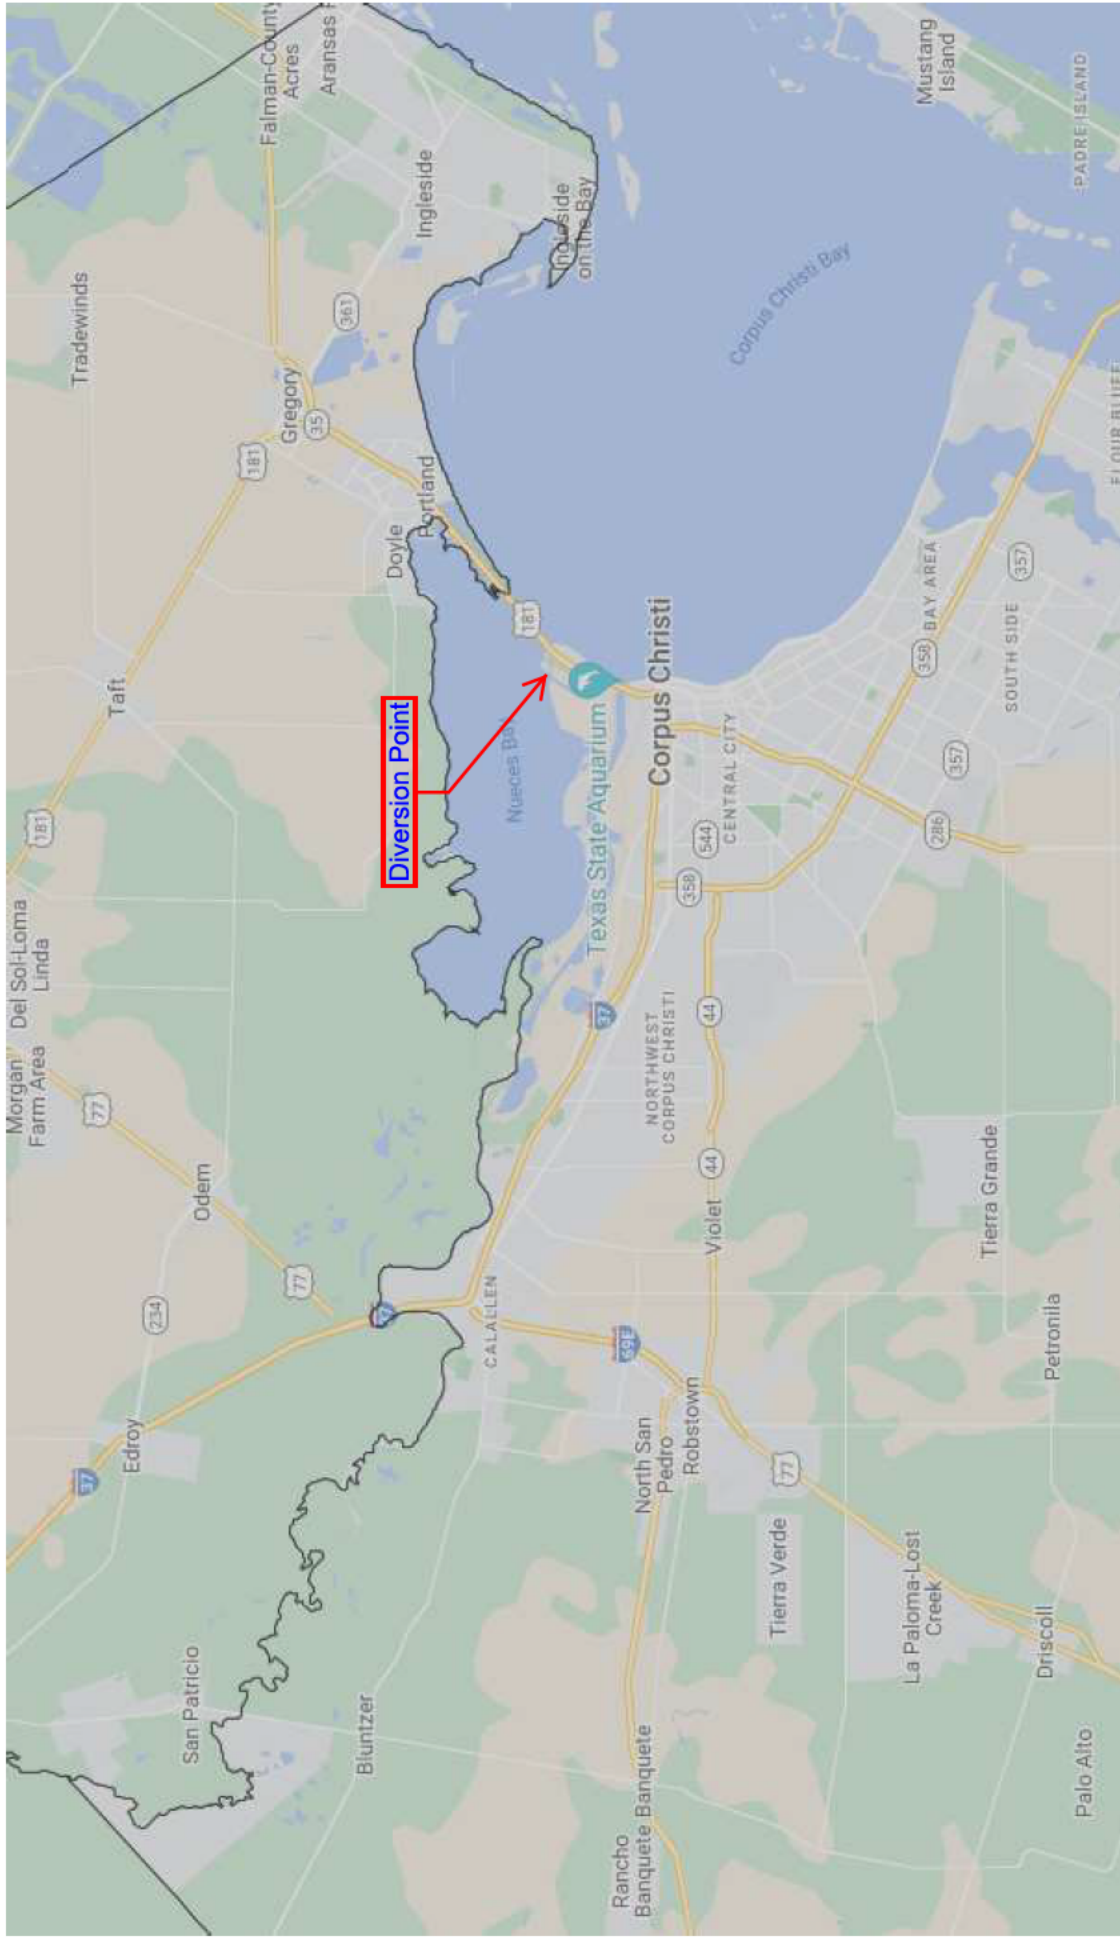 Morgan
Farm Area
Del Sol-Loma
Linda
181
Tradewinds
37
77
Taft
Edroy
234
San Patricio
Odem
181
Falman-County
Acres
77
Gregory
35
Aransas
361
Bluntzer
37
Doyle
Diversion Point
Portland
Ingleside
CALALLEN
Nueces Bay
181
Ingleside
on the Bay
37
Texas State Aquarium
Rancho
Banquete
Banquete
North San
Pedro
69E
NORTHWEST
CORPUS CHRISTI
Corpus Christi
358
Robstown
544
Violet
44
44
CENTRAL CITY
Corpus Christi Bay
Tierra Verde
77
La Paloma-Lost
Creek
358
BAY AREA
286
357
Mustang
Island
Tierra Grande
SOUTH SIDE
357
Driscoll
Petronila
Palo Alto
PADRE ISLAND